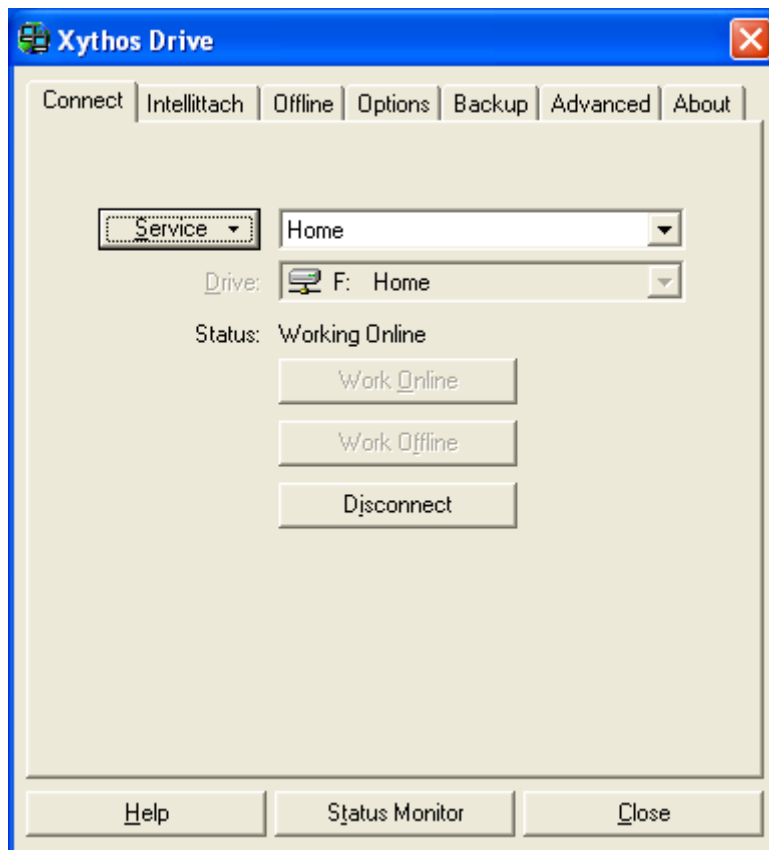 Xythos Drive
Connect Intellittach Offline Options Backup Advanced About
Service Home
Drive: F: Home
Status: Working Online
Work Online
Work Offline
Disconnect
Help Status Monitor Close